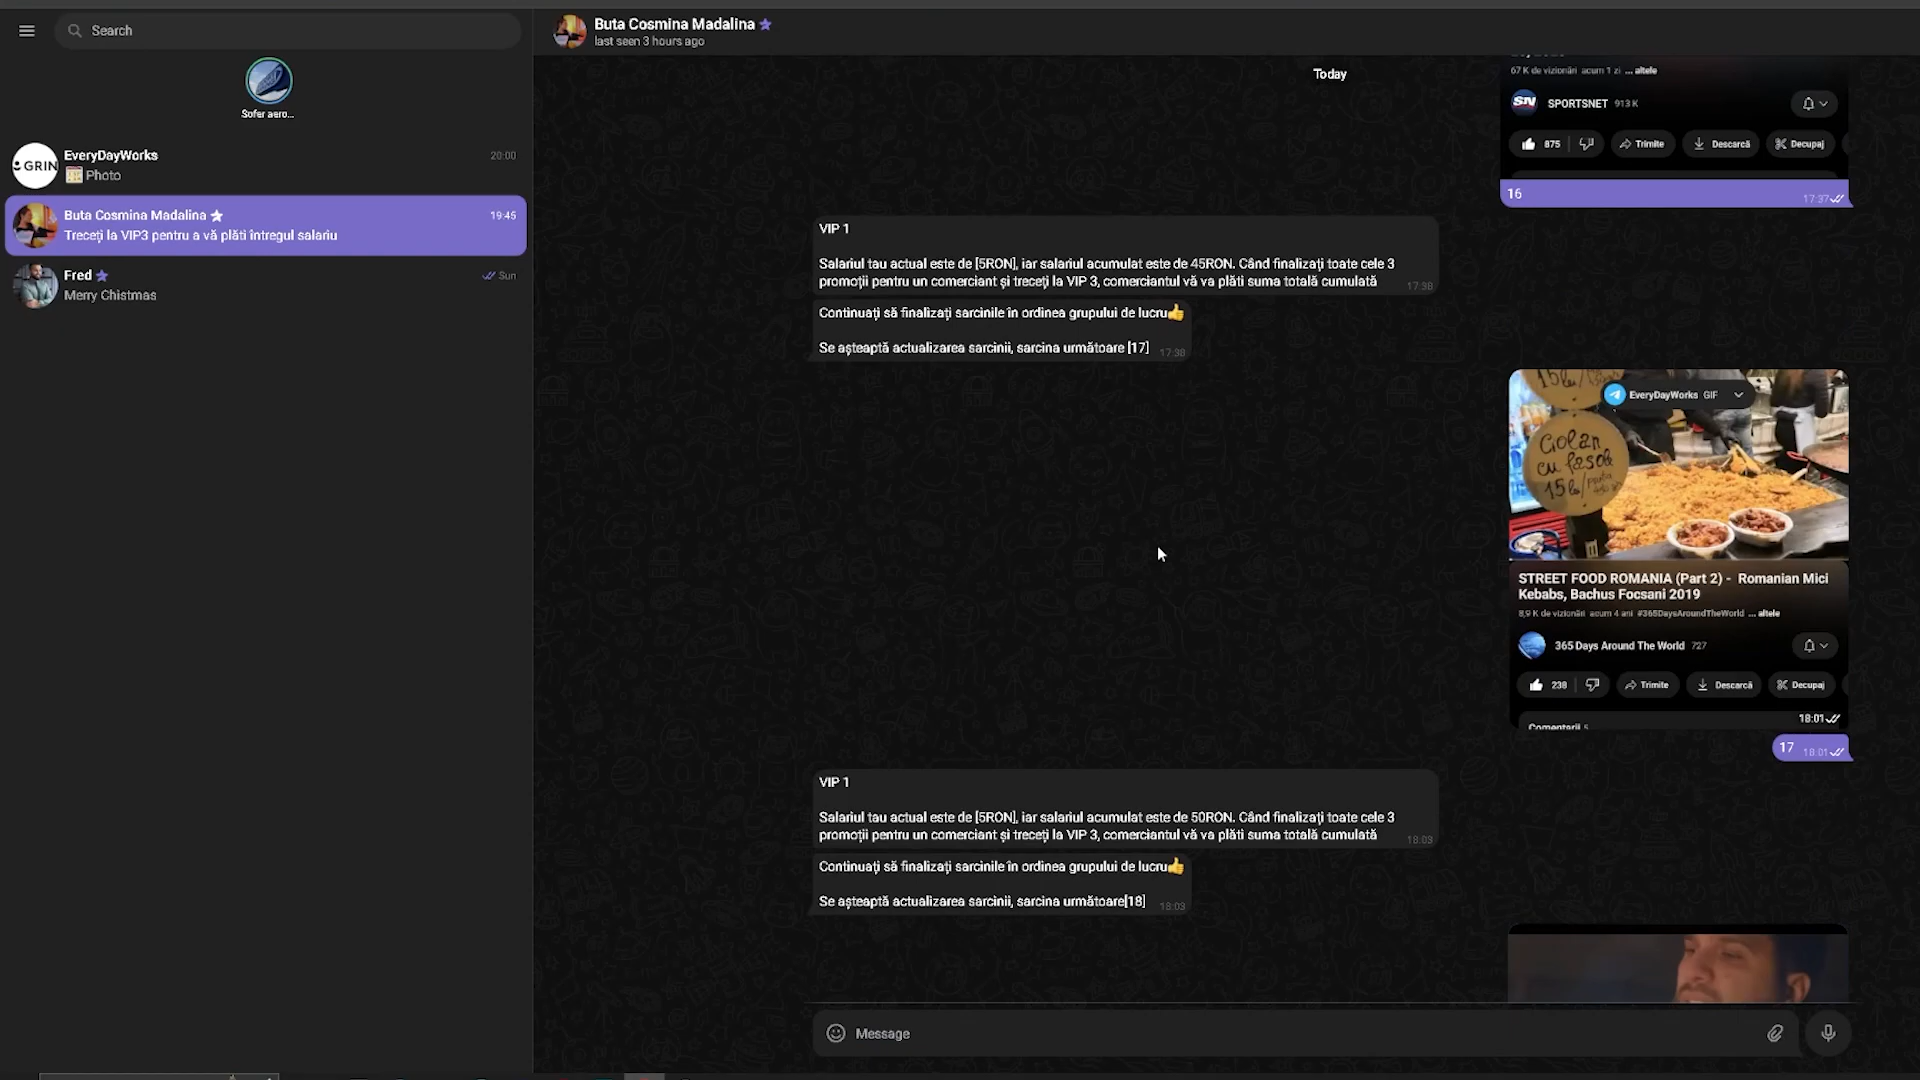 Search
Sofer aero...
EveryDayWorks
20:00
GRIN
Photo
Buta Cosmina Madalina
19:45
Treceți la VIP3 pentru a vă plăti întregul salariu
Fred
Sun
Merry Chistmas
Buta Cosmina Madalina
last seen 3 hours ago
Today
67 K de vizionări acum 1 zi ... altele
SN SPORTSNET 913 K
875 Trimite Descarcă Decupaj
16
17:37
VIP 1
Salariul tau actual este de [5RON], iar salariul acumulat este de 45RON. Când finalizați toate cele 3
promoții pentru un comerciant și treceți la VIP 3, comerciantul vă va plăti suma totală cumulată
17:38
Continuați să finalizați sarcinile în ordinea grupului de lucru👍
Se așteaptă actualizarea sarcinii, sarcina următoare [17]
17:38
15 lei/
EveryDayWorks GIF
Ciolan
cu fasole
15 lei/
STREET FOOD ROMANIA (Part 2) - Romanian Mici
Kebabs, Bachus Focsani 2019
8,9 K de vizionări acum 4 ani #365DaysAroundTheWorld ... altele
365 Days Around The World 727
238 Trimite Descarcă Decupaj
Comentarii 5
18:01
17
18:01
VIP 1
Salariul tau actual este de [5RON], iar salariul acumulat este de 50RON. Când finalizați toate cele 3
promoții pentru un comerciant și treceți la VIP 3, comerciantul vă va plăti suma totală cumulată
18:03
Continuați să finalizați sarcinile în ordinea grupului de lucru👍
Se așteaptă actualizarea sarcinii, sarcina următoare[18]
18:03
Message